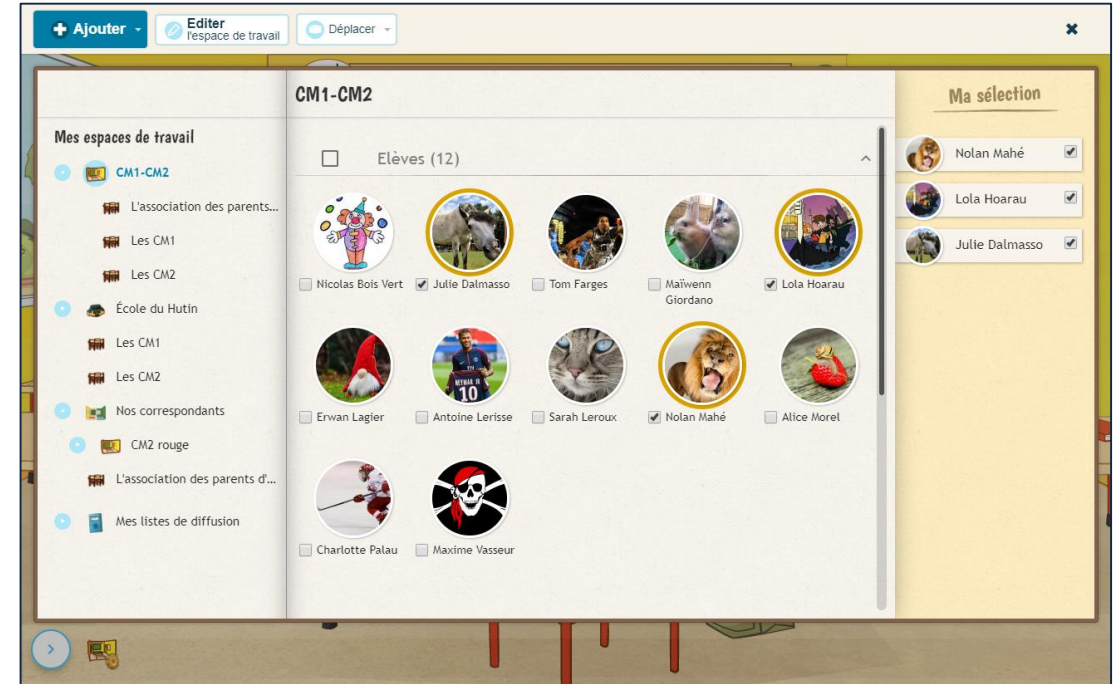 Ajouter
Editer
l'espace de travail
Déplacer
CM1-CM2
Ma sélection
Mes espaces de travail
CM1-CM2
L'association des parents...
Les CM1
Les CM2
École du Hutin
Les CM1
Les CM2
Nos correspondants
CM2 rouge
L'association des parents d'...
Mes listes de diffusion
Elèves (12)
Nicolas Bois Vert
Julie Dalmasso
Tom Farges
Maïwenn
Giordano
Lola Hoarau
Erwan Lagier
NEYMAR JR
10
Antoine Lerisse
Sarah Leroux
Nolan Mahé
Alice Morel
Charlotte Palau
Maxime Vasseur
Nolan Mahé
Lola Hoarau
Julie Dalmasso